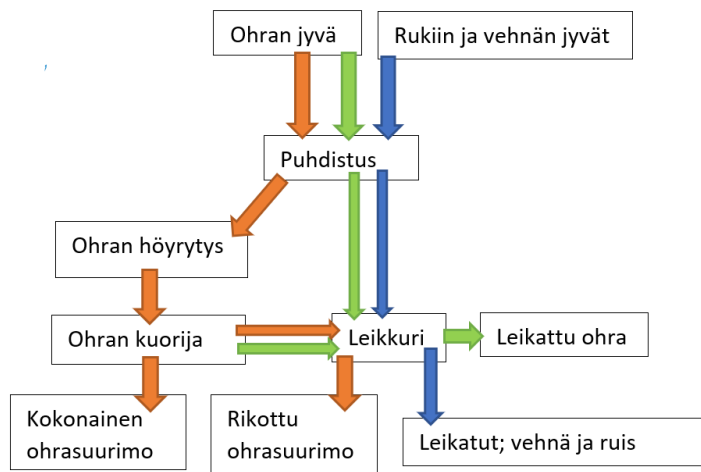 Ohran jyvä
Rukiin ja vehnän jyvät
,
Puhdistus
Ohran höyrytys
Ohran kuorija
Leikkuri
Leikattu ohra
Kokonainen
ohrasuurimo
Rikottu
ohrasuurimo
Leikatut; vehnä ja ruis